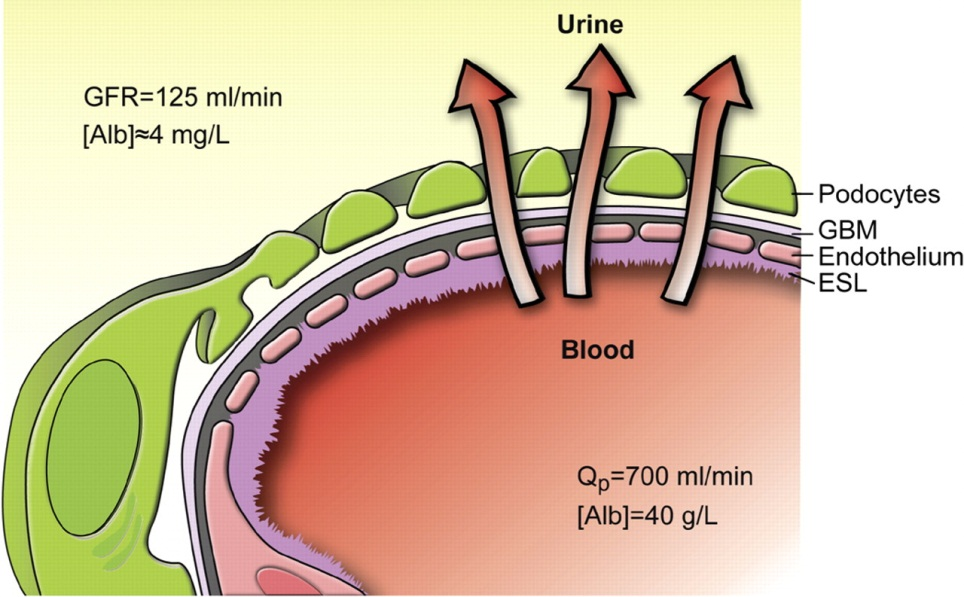 Urine
GFR=125 ml/min
[Alb]≈4 mg/L
Podocytes
GBM
Endothelium
ESL
Blood
Qp=700 ml/min
[Alb]=40 g/L